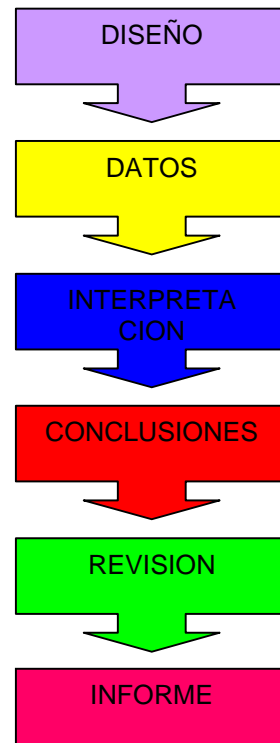 DISEÑO
DATOS
INTERPRETA
CION
CONCLUSIONES
REVISION
INFORME